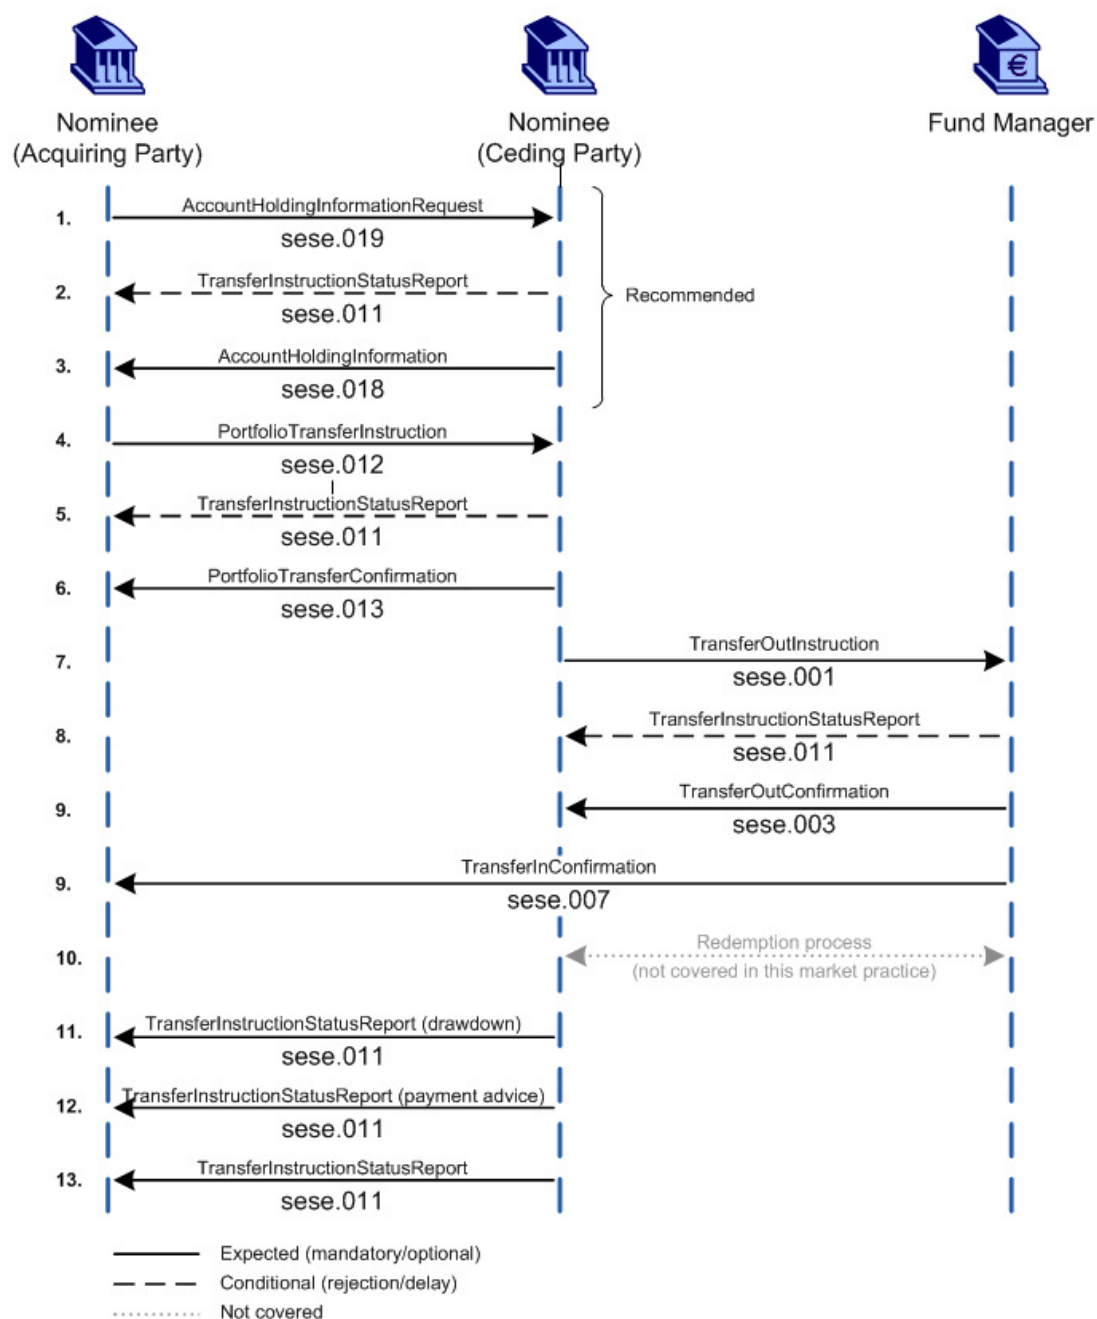 Nominee
(Acquiring Party)
Nominee
(Ceding Party)
Fund Manager
€
1.
AccountHoldingInformationRequest
sese.019
2.
TransferInstructionStatusReport
sese.011
Recommended
3.
AccountHoldingInformation
sese.018
4.
PortfolioTransferInstruction
sese.012
5.
TransferInstructionStatusReport
sese.011
6.
PortfolioTransferConfirmation
sese.013
7.
TransferOutInstruction
sese.001
8.
TransferInstructionStatusReport
sese.011
9.
TransferOutConfirmation
sese.003
9.
TransferInConfirmation
sese.007
10.
Redemption process
(not covered in this market practice)
11.
TransferInstructionStatusReport (drawdown)
sese.011
12.
TransferInstructionStatusReport (payment advice)
sese.011
13.
TransferInstructionStatusReport
sese.011
Expected (mandatory/optional)
Conditional (rejection/delay)
Not covered